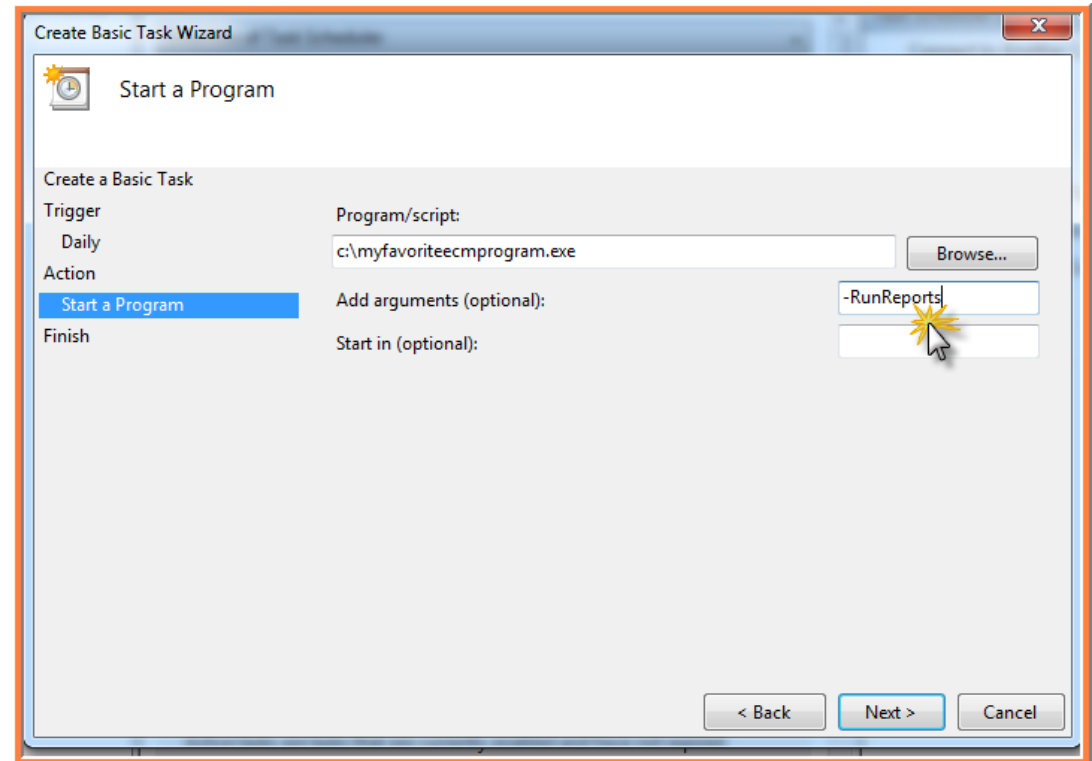 Create Basic Task Wizard
Start a Program
Create a Basic Task
Trigger
Daily
Action
Start a Program
Finish
Program/script:
c:\myfavoriteecmprogram.exe
Browse...
Add arguments (optional):
-RunReports
Start in (optional):
< Back
Next >
Cancel